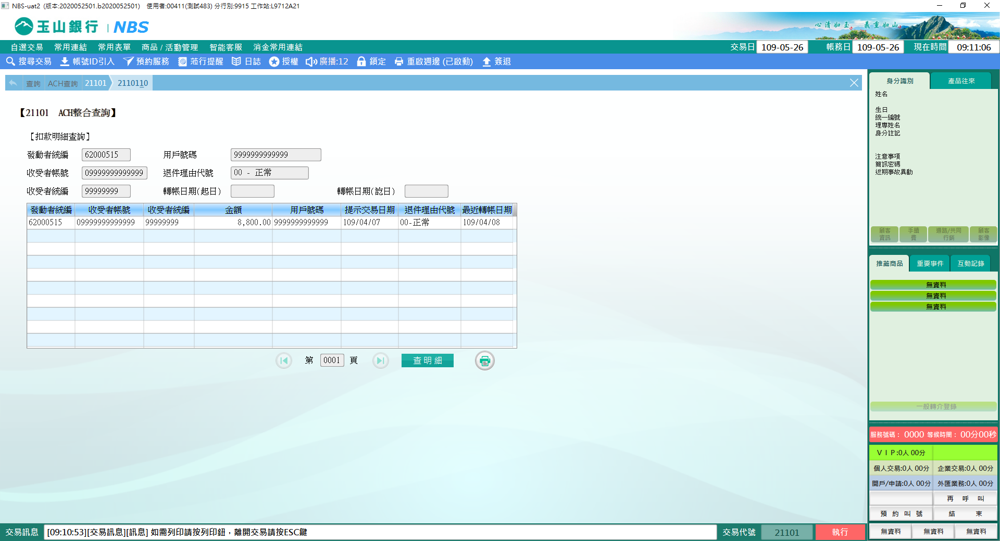 NBS-uat2 (版本:2020052501.b2020052501) 使用者:00411(測試483) 分行別:9915 工作站:L9712A21
玉山銀行 | NBS
心清如玉 義重如山
自選交易 常用連結 常用表單 商品 / 活動管理 智能客服 消金常用連結 交易日 109-05-26 帳務日 109-05-26 現在時間 09:11:06
搜尋交易 帳號ID引入 預約服務 蒞行提醒 日誌 授權 廣播:12 鎖定 重啟週邊 (已啟動) 簽退
查詢 ACH查詢 21101 2110110
【21101 ACH整合查詢】
【扣款明細查詢】
發動者統編 62000515 用戶號碼 9999999999999
收受者帳號 09999999999999 退件理由代號 00 - 正常
收受者統編 99999999 轉帳日期(起日) 轉帳日期(訖日)
發動者統編 收受者帳號 收受者統編 金額 用戶號碼 提示交易日期 退件理由代號 最近轉帳日期
62000515 09999999999999 99999999 8,800.00 9999999999999 109/04/07 00-正常 109/04/08
第 0001 頁 查明細
身分識別 產品往來
姓名
生日
統一編號
理專姓名
身分註記
注意事項
簡訊密碼
近期事故異動
顧客資訊 手續費 通路/共同行銷 顧客影像
推薦商品 重要事件 互動記錄
無資料
無資料
無資料
一般轉介登錄
服務號碼： 0000 等候時間： 00分00秒
ＶＩＰ:0人 00分
個人交易:0人 00分 企業交易:0人 00分
開戶/申請:0人 00分 外匯業務:0人 00分
再 呼 叫
預 約 叫 號 結 束
無資料 無資料 無資料
交易訊息 [09:10:53][交易訊息][訊息] 如需列印請按列印鈕，離開交易請按ESC鍵 交易代號 21101 執行